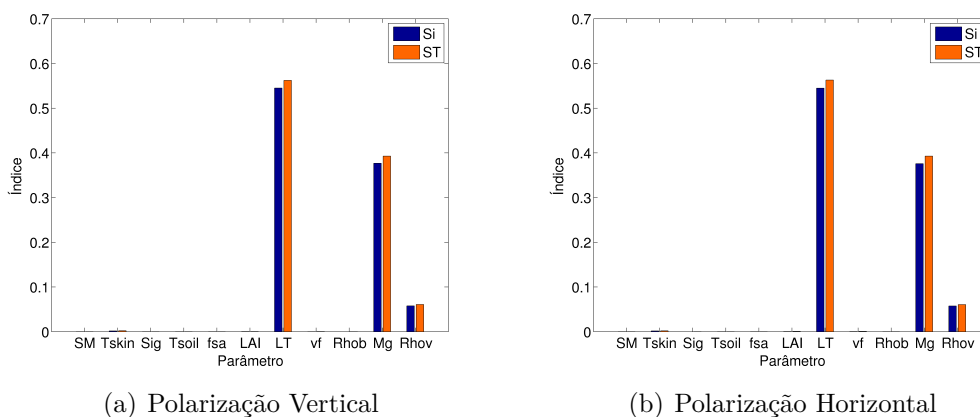 0.7
0.6
0.5
0.4
0.3
0.2
0.1
0
Índice
Si
ST
SM Tskin Sig Tsoil fsa LAI LT vf Rhob Mg Rhov
Parâmetro
(a) Polarização Vertical
0.7
0.6
0.5
0.4
0.3
0.2
0.1
0
Índice
Si
ST
SM Tskin Sig Tsoil fsa LAI LT vf Rhob Mg Rhov
Parâmetro
(b) Polarização Horizontal